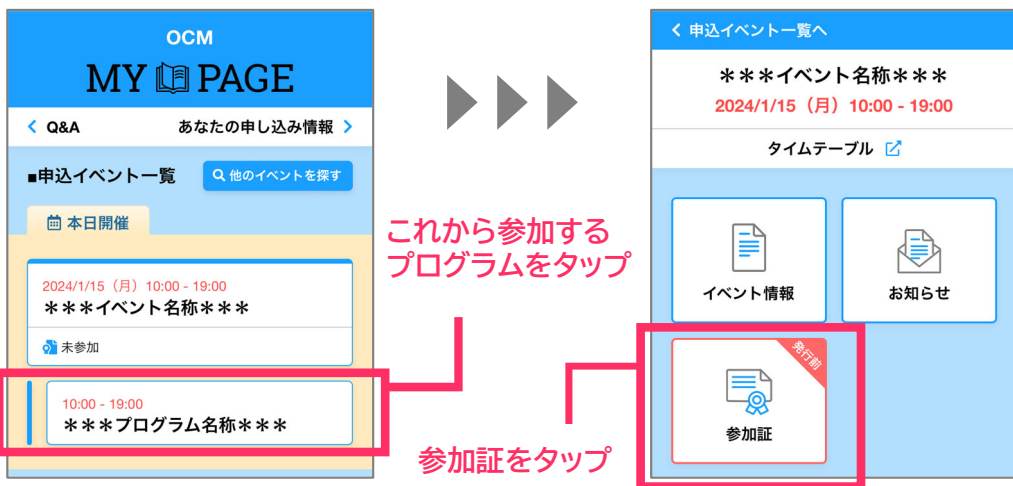 OCM
MY PAGE
Q&A
あなたの申し込み情報
■申込イベント一覧
他のイベントを探す
本日開催
2024/1/15（月）10:00 - 19:00
＊＊＊イベント名称＊＊＊
未参加
10:00 - 19:00
＊＊＊プログラム名称＊＊＊
これから参加する
プログラムをタップ
参加証をタップ
申込イベント一覧へ
＊＊＊イベント名称＊＊＊
2024/1/15（月）10:00 - 19:00
タイムテーブル
イベント情報
お知らせ
発行前
参加証